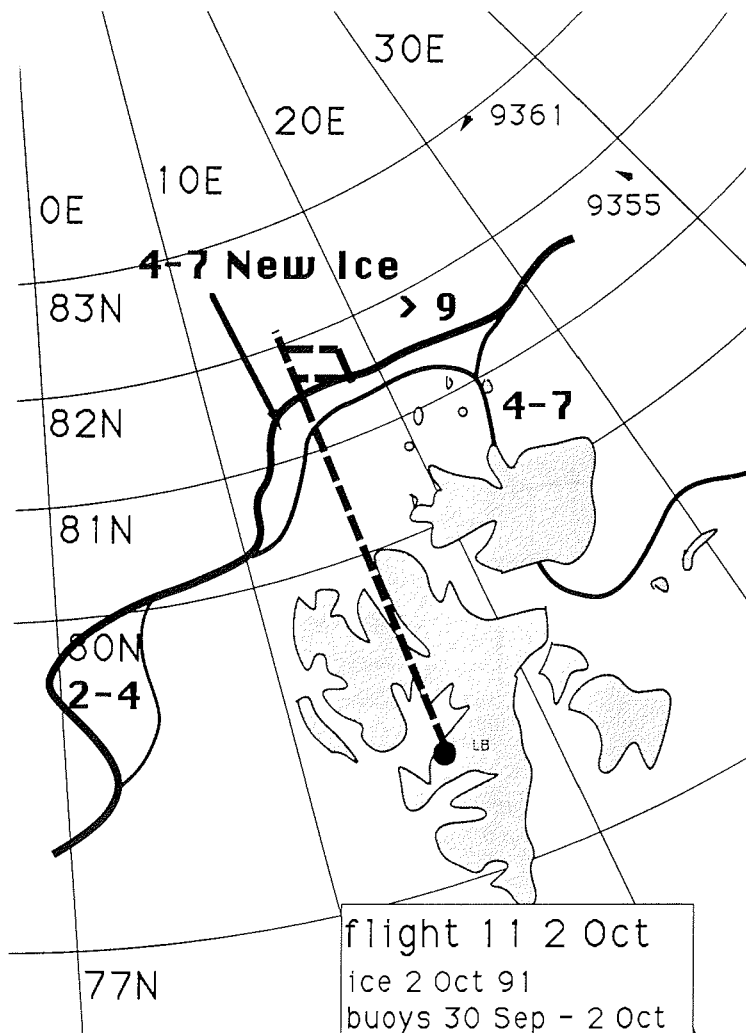 30E
9361
20E
10E
9355
0E
4-7 New Ice
83N
> 9
82N
4-7
81N
80N
2-4
LB
flight 11 2 Oct
ice 2 Oct 91
77N
buoys 30 Sep - 2 Oct